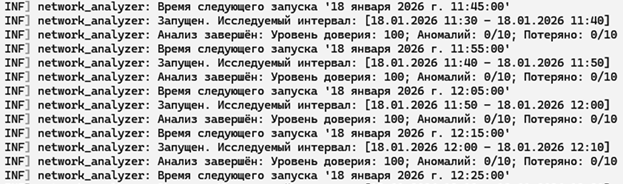 INF] network_analyzer: Время следующего запуска '18 января 2026 г. 11:45:00'
INF] network_analyzer: Запущен. Исследуемый интервал: [18.01.2026 11:30 – 18.01.2026 11:40]
INF] network_analyzer: Анализ завершён: Уровень доверия: 100; Аномалий: 0/10; Потеряно: 0/10
INF] network_analyzer: Время следующего запуска '18 января 2026 г. 11:55:00'
INF] network_analyzer: Запущен. Исследуемый интервал: [18.01.2026 11:40 – 18.01.2026 11:50]
INF] network_analyzer: Анализ завершён: Уровень доверия: 100; Аномалий: 0/10; Потеряно: 0/10
INF] network_analyzer: Время следующего запуска '18 января 2026 г. 12:05:00'
INF] network_analyzer: Запущен. Исследуемый интервал: [18.01.2026 11:50 – 18.01.2026 12:00]
INF] network_analyzer: Анализ завершён: Уровень доверия: 100; Аномалий: 0/10; Потеряно: 0/10
INF] network_analyzer: Время следующего запуска '18 января 2026 г. 12:15:00'
INF] network_analyzer: Запущен. Исследуемый интервал: [18.01.2026 12:00 – 18.01.2026 12:10]
INF] network_analyzer: Анализ завершён: Уровень доверия: 100; Аномалий: 0/10; Потеряно: 0/10
INF] network_analyzer: Время следующего запуска '18 января 2026 г. 12:25:00'